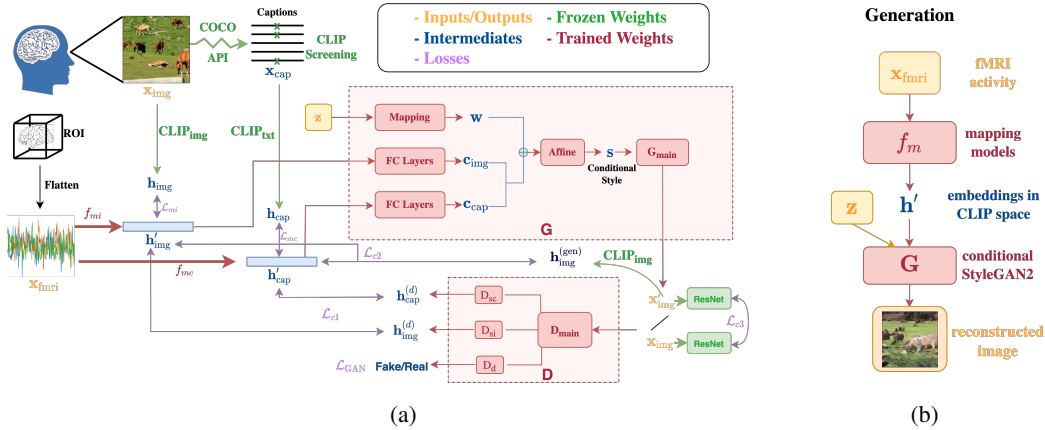 - Inputs/Outputs
- Intermediates
- Losses
- Frozen Weights
- Trained Weights
Captions
COCO
API
CLIP
Screening
x_img
x_cap
ROI
CLIP_img
CLIP_txt
Flatten
h_img
L_mi
f_mi
h'_img
h_cap
L_mc
f_mc
h'_cap
x_fmri
z
Mapping
w
FC Layers
c_img
FC Layers
c_cap
Affine
s
Conditional
Style
G_main
G
L_c2
h_img^(gen)
CLIP_img
L_c1
h_cap^(d)
D_sc
h_img^(d)
D_si
L_GAN
Fake/Real
D_d
D_main
D
x_img
ResNet
x_img
ResNet
L_c3
(a)
Generation
x_fmri
fMRI
activity
f_m
mapping
models
z
h'
embeddings in
CLIP space
G
conditional
StyleGAN2
reconstructed
image
(b)